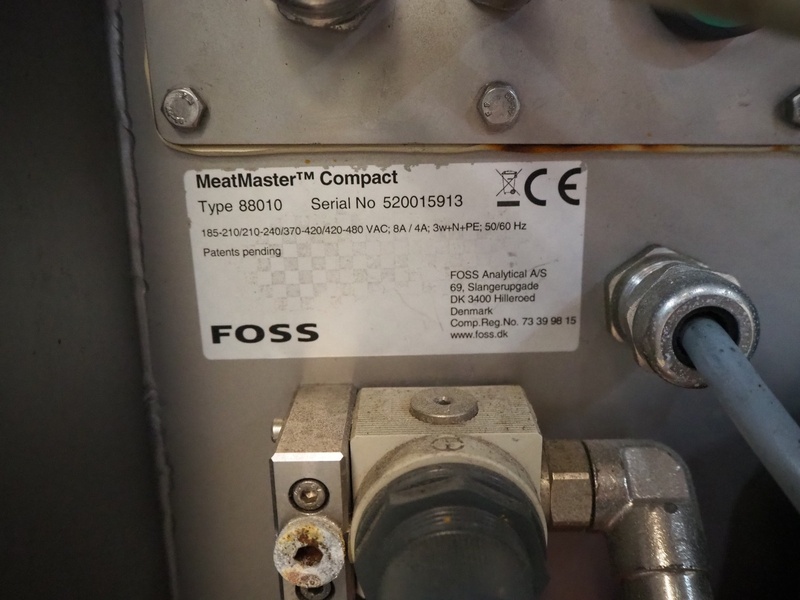 MeatMaster™ Compact
Type 88010 Serial No 520015913
185-210/210-240/370-420/420-480 VAC; 8A / 4A; 3w+N+PE; 50/60 Hz
Patents pending
FOSS Analytical A/S
69, Slangerupgade
DK 3400 Hilleroed
Denmark
Comp.Reg.No. 73 39 98 15
www.foss.dk
FOSS
CE